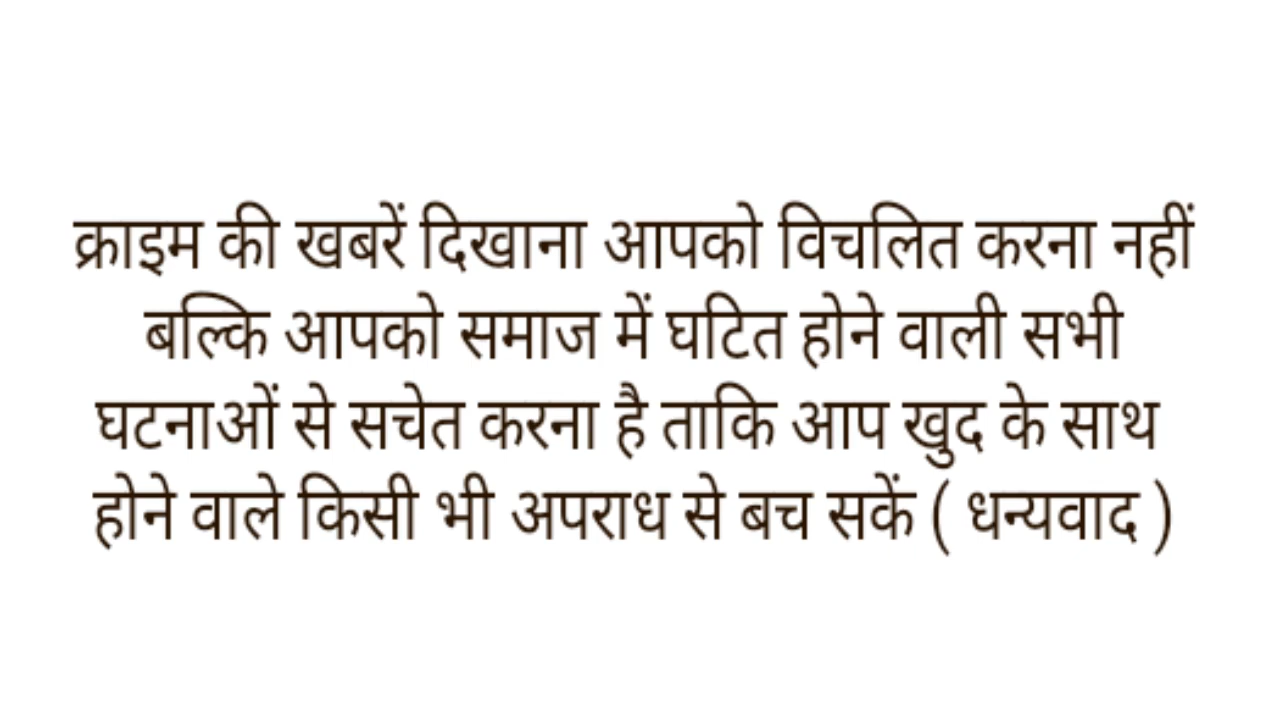 क्राइम की खबरें दिखाना आपको विचलित करना नहीं
बल्कि आपको समाज में घटित होने वाली सभी
घटनाओं से सचेत करना है ताकि आप खुद के साथ
होने वाले किसी भी अपराध से बच सकें ( धन्यवाद )